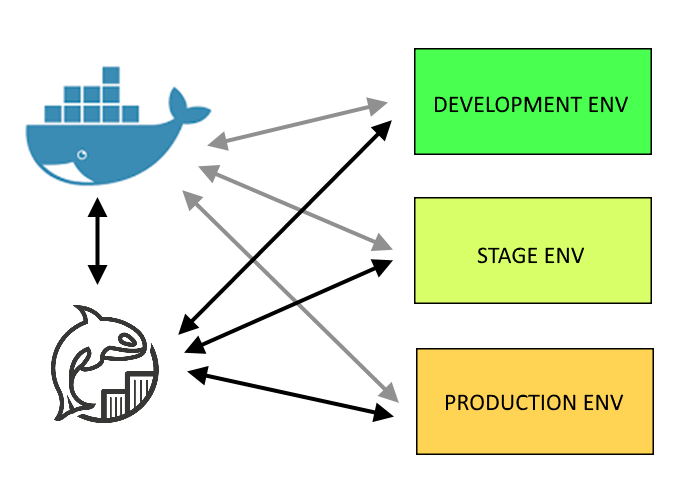 DEVELOPMENT ENV
STAGE ENV
PRODUCTION ENV